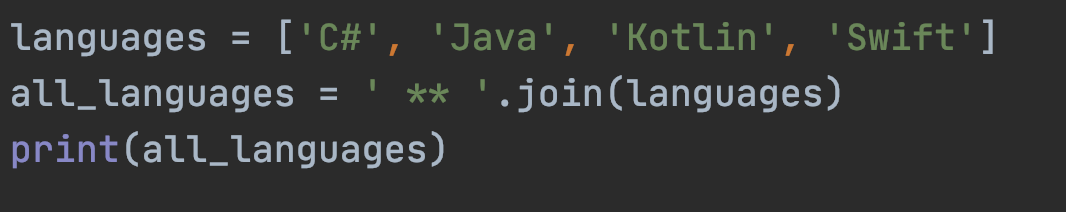 languages = ['C#', 'Java', 'Kotlin', 'Swift']
all_languages = ' ** '.join(languages)
print(all_languages)